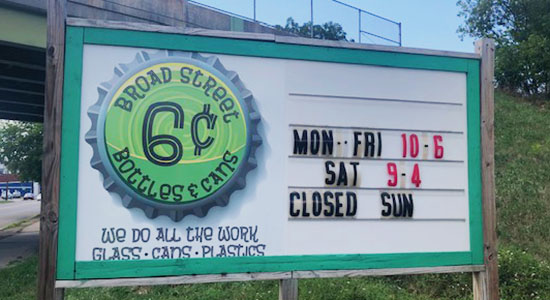 BROAD STREET
6¢
BOTTLES & CANS
WE DO ALL THE WORK
GLASS · CANS · PLASTICS
MON·· FRI 10-6
SAT 9-4
CLOSED SUN